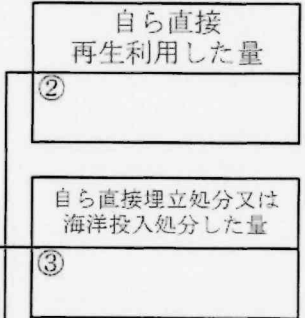 自ら直接
再生利用した量
②
自ら直接埋立処分又は
海洋投入処分した量
③